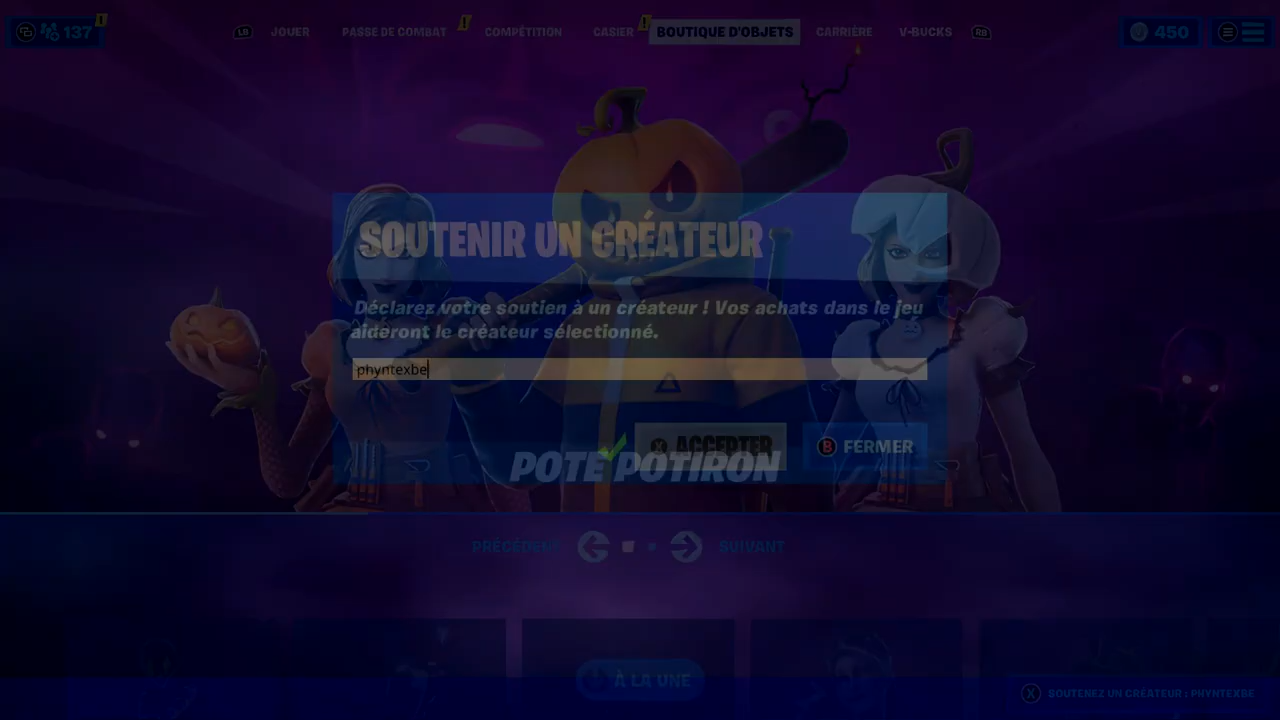 137 !
LB JOUER PASSE DE COMBAT ! COMPÉTITION CASIER ! BOUTIQUE D'OBJETS CARRIÈRE V-BUCKS RB
450
SOUTENIR UN CRÉATEUR
Déclarez votre soutien à un créateur ! Vos achats dans le jeu
aideront le créateur sélectionné.
phyntexbe
X ACCEPTER B FERMER
POTE POTIRON
PRÉCÉDENT SUIVANT
À LA UNE
X SOUTENEZ UN CRÉATEUR : PHYNTEXBE